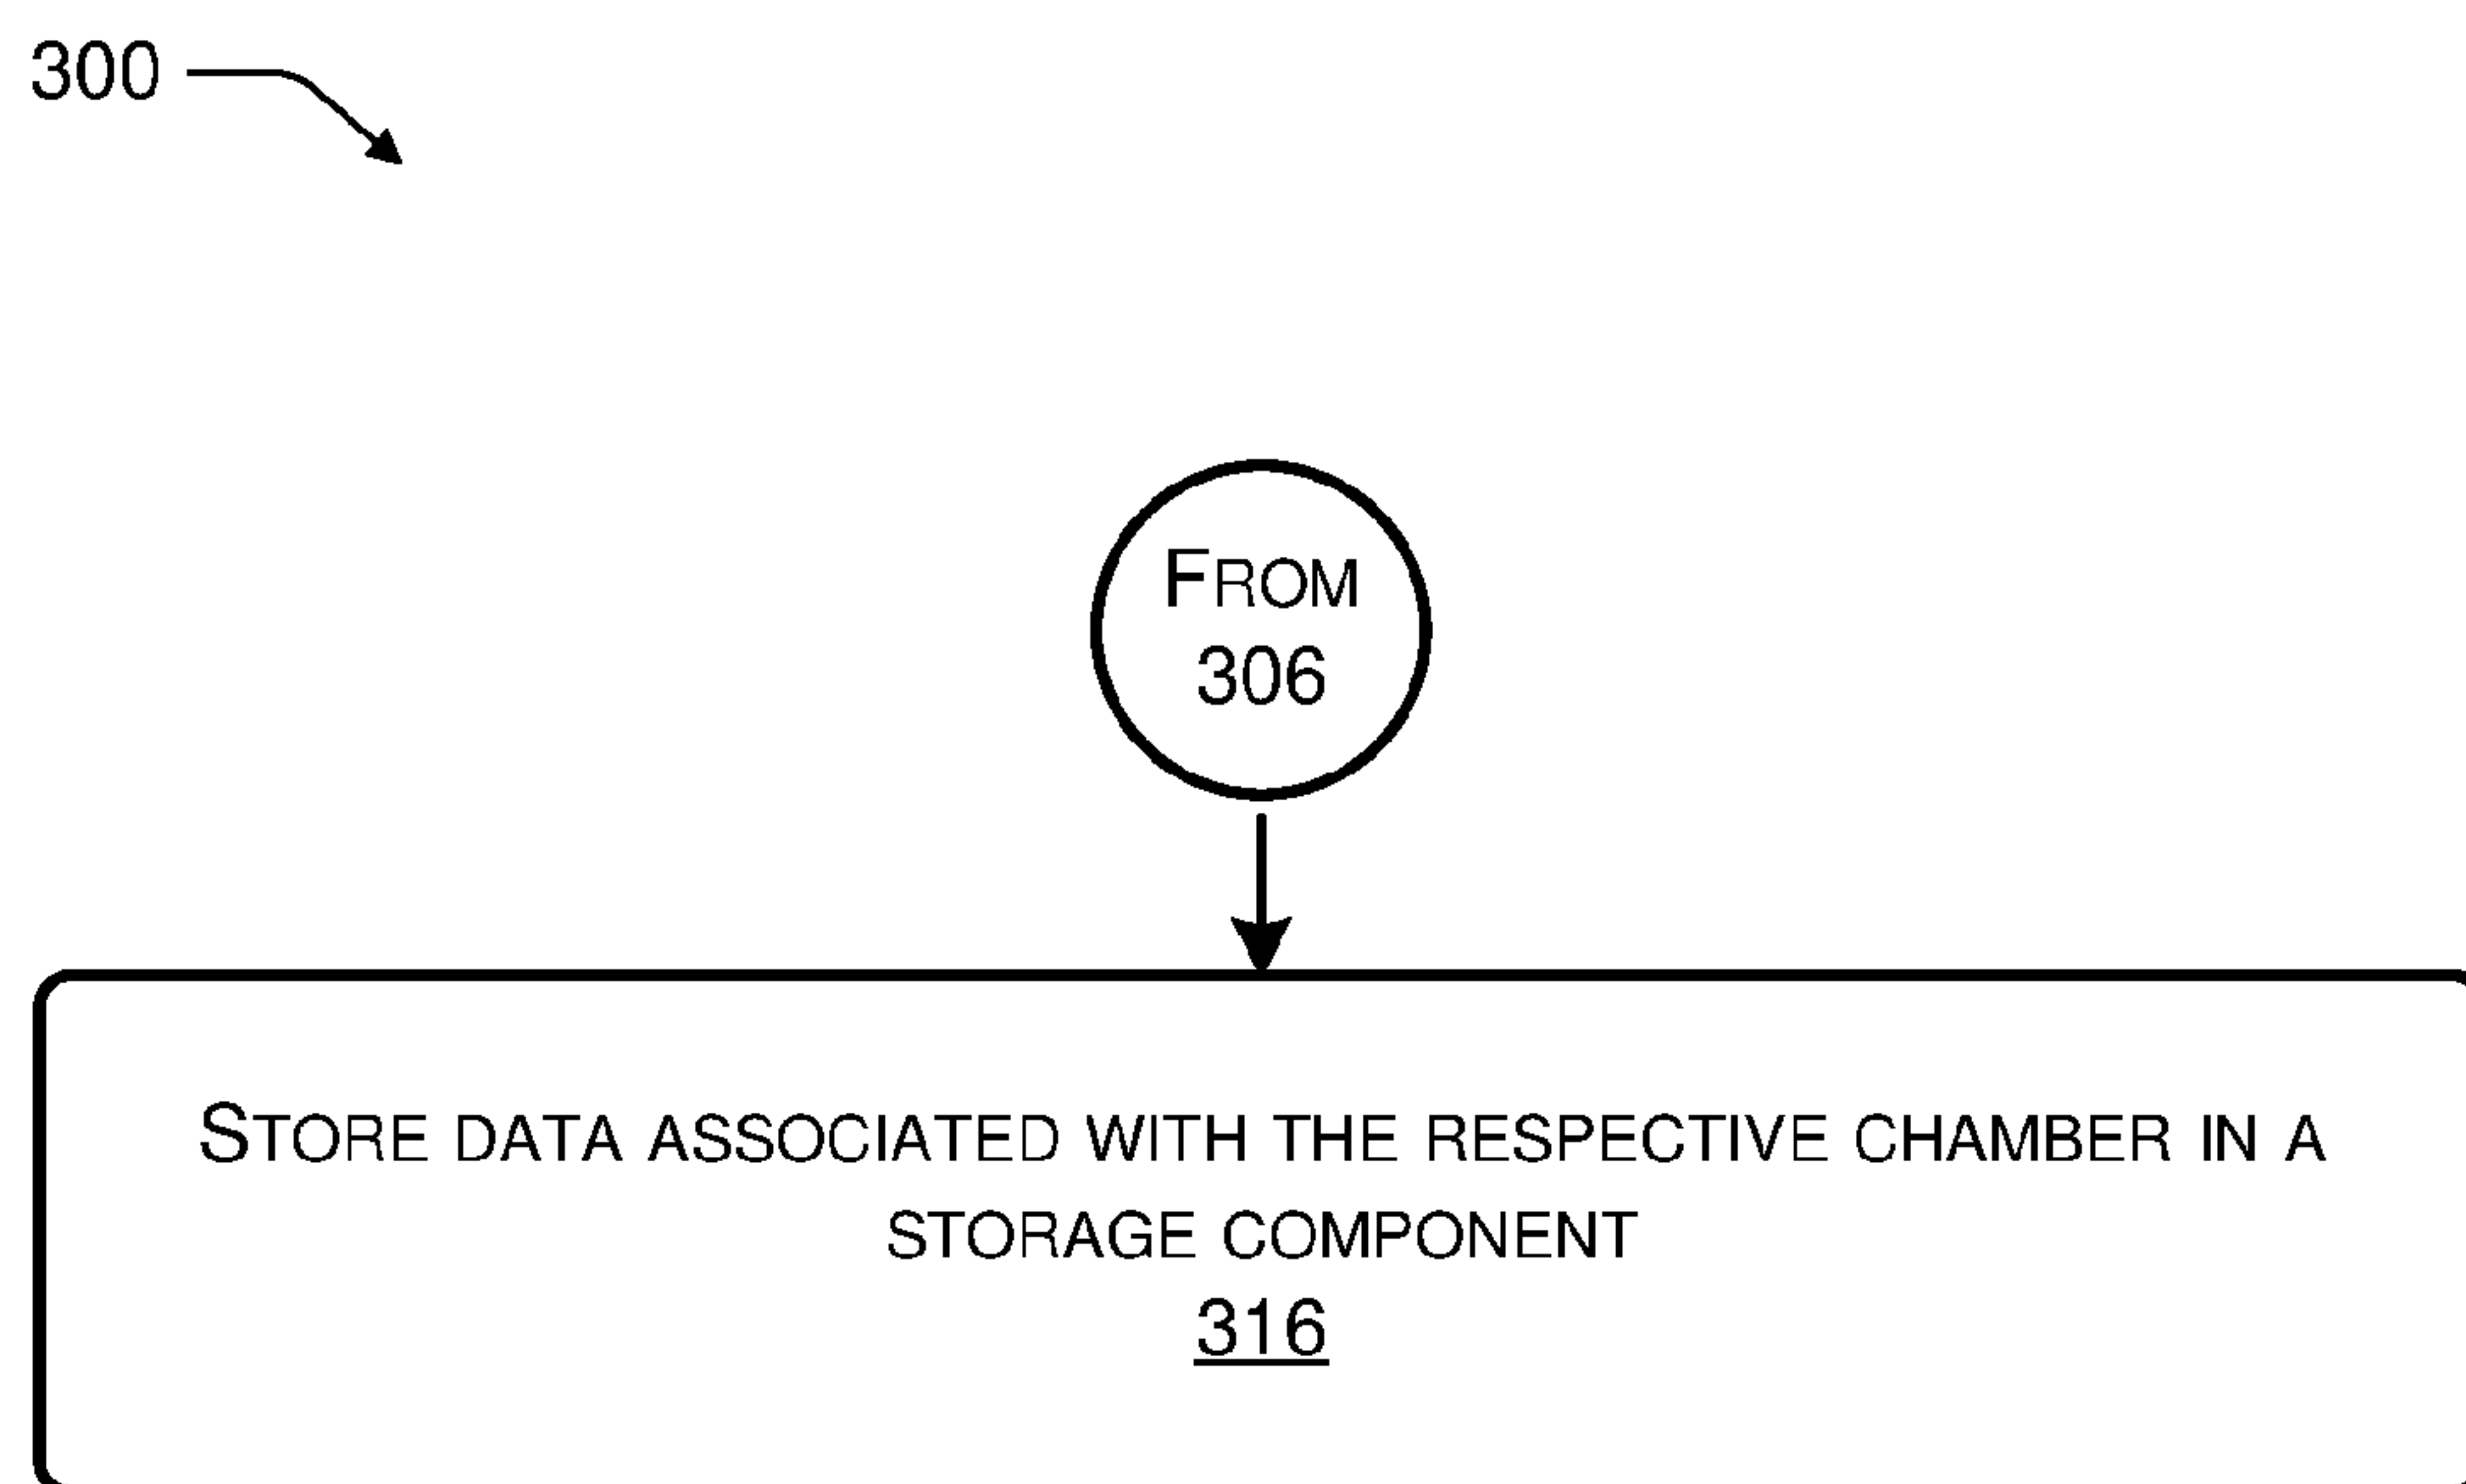 300
FROM
306
STORE DATA ASSOCIATED WITH THE RESPECTIVE CHAMBER IN A
STORAGE COMPONENT
316